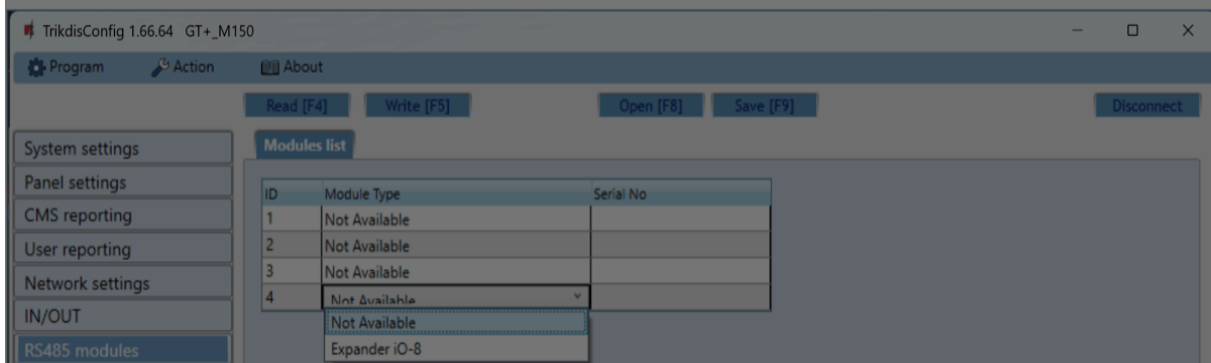 TrikdisConfig 1.66.64 GT+_M150
Program Action About
Read [F4] Write [F5] Open [F8] Save [F9] Disconnect
System settings
Panel settings
CMS reporting
User reporting
Network settings
IN/OUT
RS485 modules
Modules list
ID Module Type Serial No
1 Not Available
2 Not Available
3 Not Available
4 Not Available
Not Available
Expander iO-8